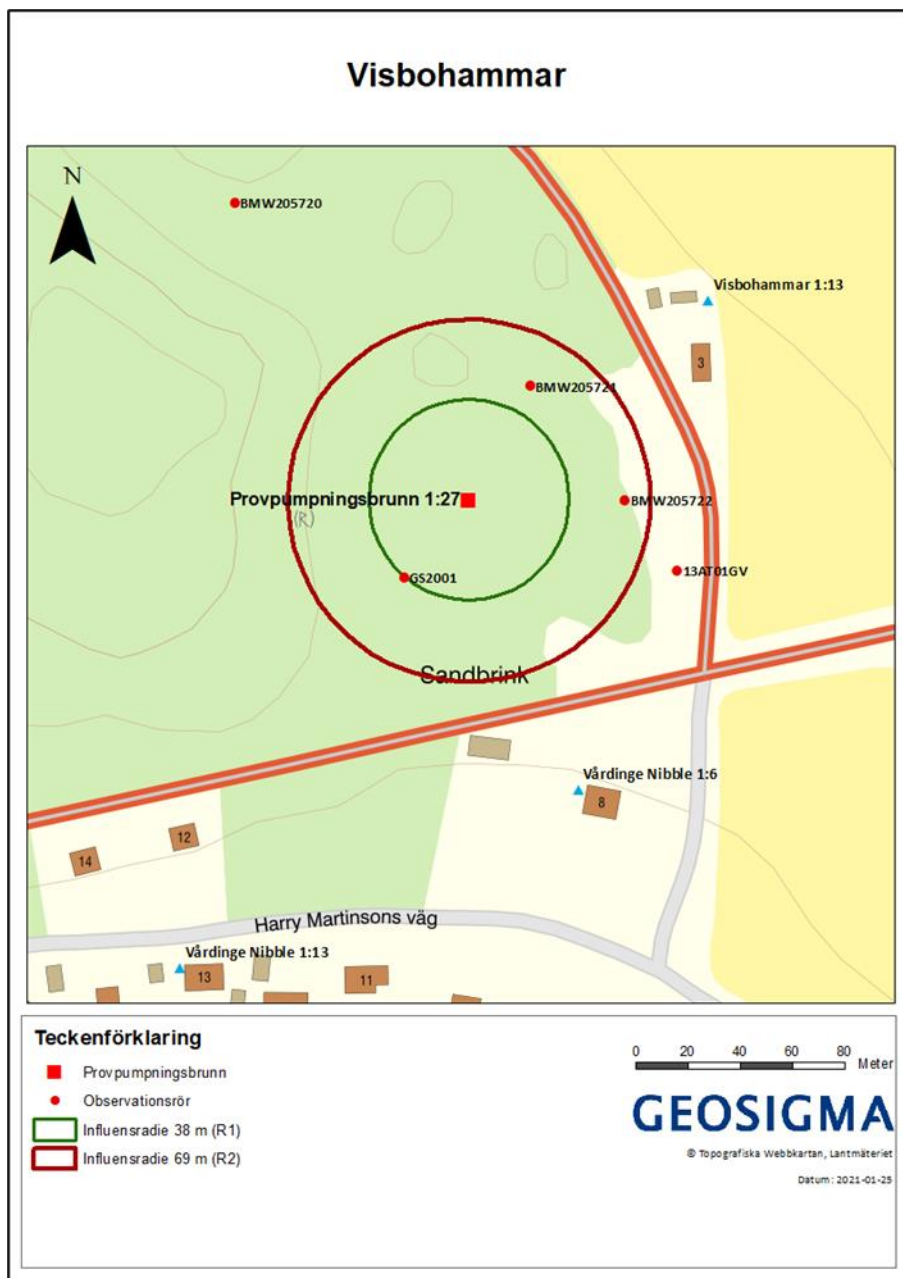 Visbohammar
N
BMW205720
Visbohammar 1:13
3
BMW205721
Provpumpningsbrunn 1:27
(R)
BMW205722
GS2001
13AT01GV
Sandbrink
Vårdinge Nibble 1:6
8
12
14
Harry Martinsons väg
Vårdinge Nibble 1:13
13
11
Teckenförklaring
Provpumpningsbrunn
Observationsrör
Influensradie 38 m (R1)
Influensradie 69 m (R2)
0 20 40 60 80
Meter
GEOSIGMA
© Topografiska Webbkartan, Lantmäteriet
Datum: 2021-01-25